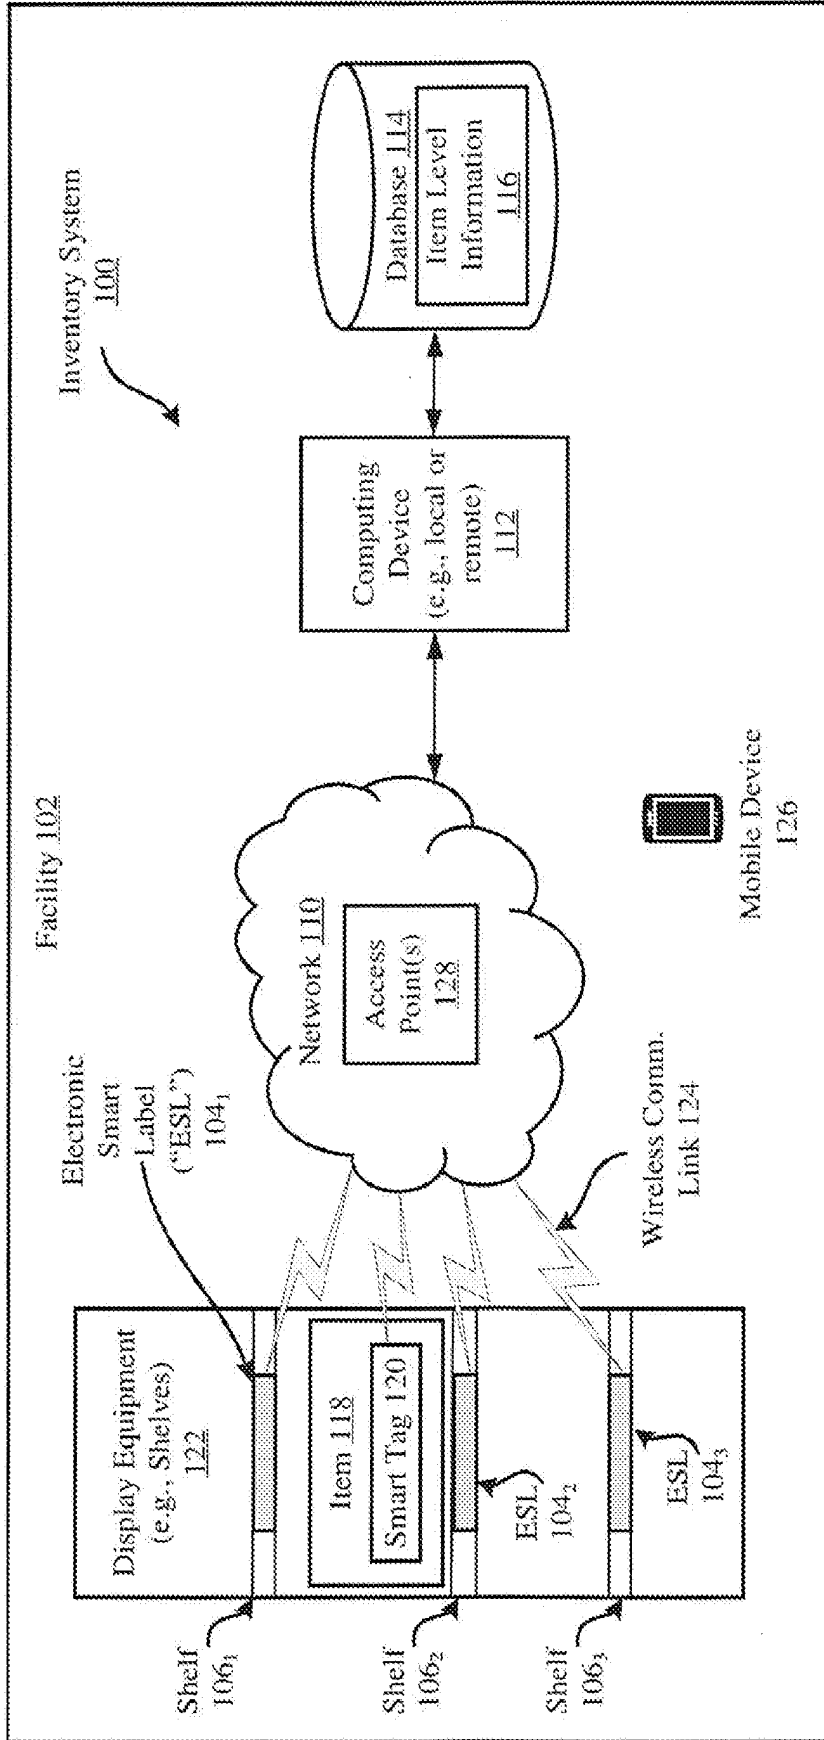 Facility 102
Inventory System
100
Electronic
Smart
Label
("ESL")
104₁
Display Equipment
(e.g., Shelves)
122
Shelf
106₁
Item 118
Smart Tag 120
Shelf
106₂
ESL
104₂
Shelf
106₃
ESL
104₃
Network 110
Access
Point(s)
128
Wireless Comm.
Link 124
Mobile Device
126
Computing
Device
(e.g., local or
remote)
112
Database 114
Item Level
Information
116